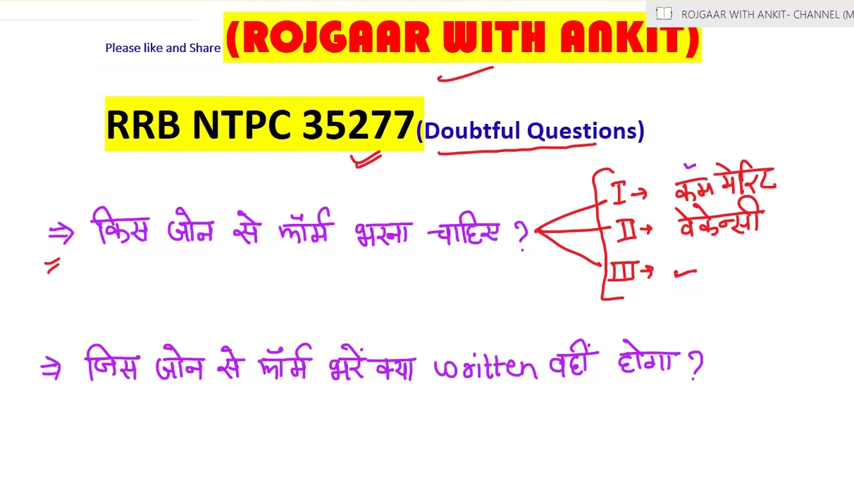 ROJGAAR WITH ANKIT- CHANNEL (M
Please like and Share (ROJGAAR WITH ANKIT)
RRB NTPC 35277(Doubtful Questions)
⇒ किस जोन से फॉर्म भरना चाहिए ?
I → कम मेरिट
II → वेकेन्सी
III →
⇒ जिस जोन से फॉर्म भरें क्या written वहीं होगा ?